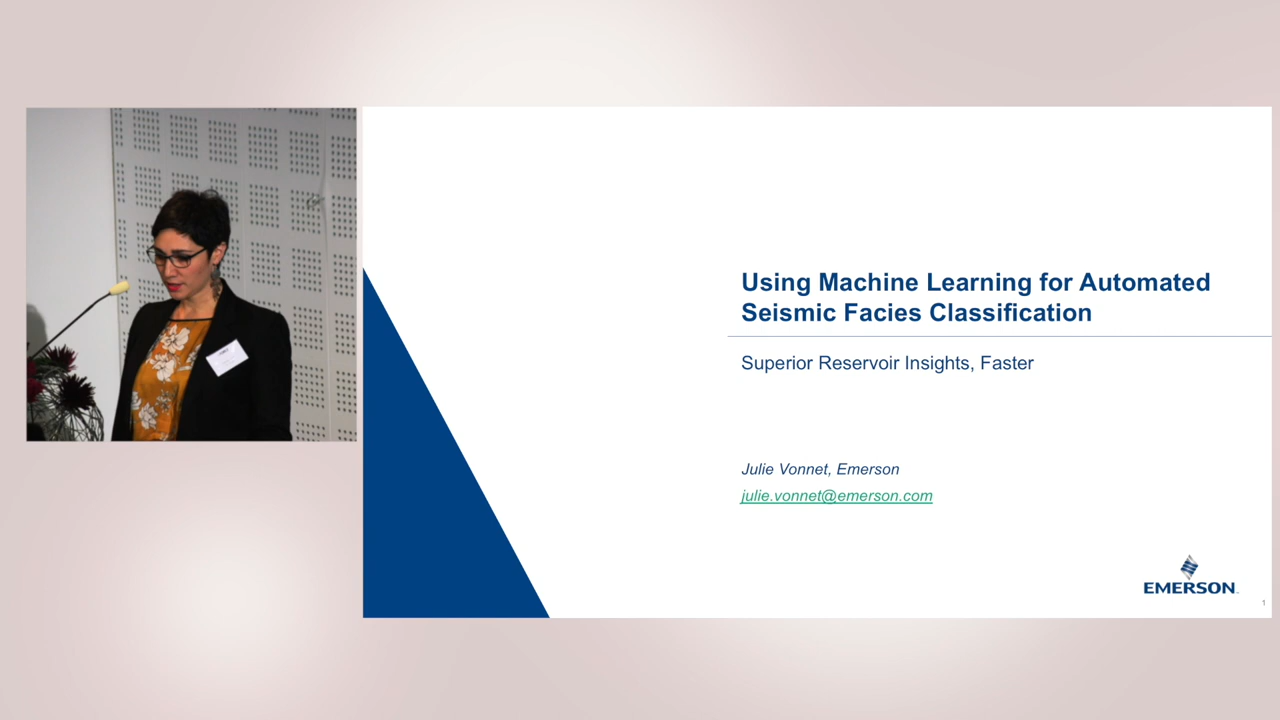 Using Machine Learning for Automated
Seismic Facies Classification
Superior Reservoir Insights, Faster
Julie Vonnet, Emerson
julie.vonnet@emerson.com
EMERSON
1